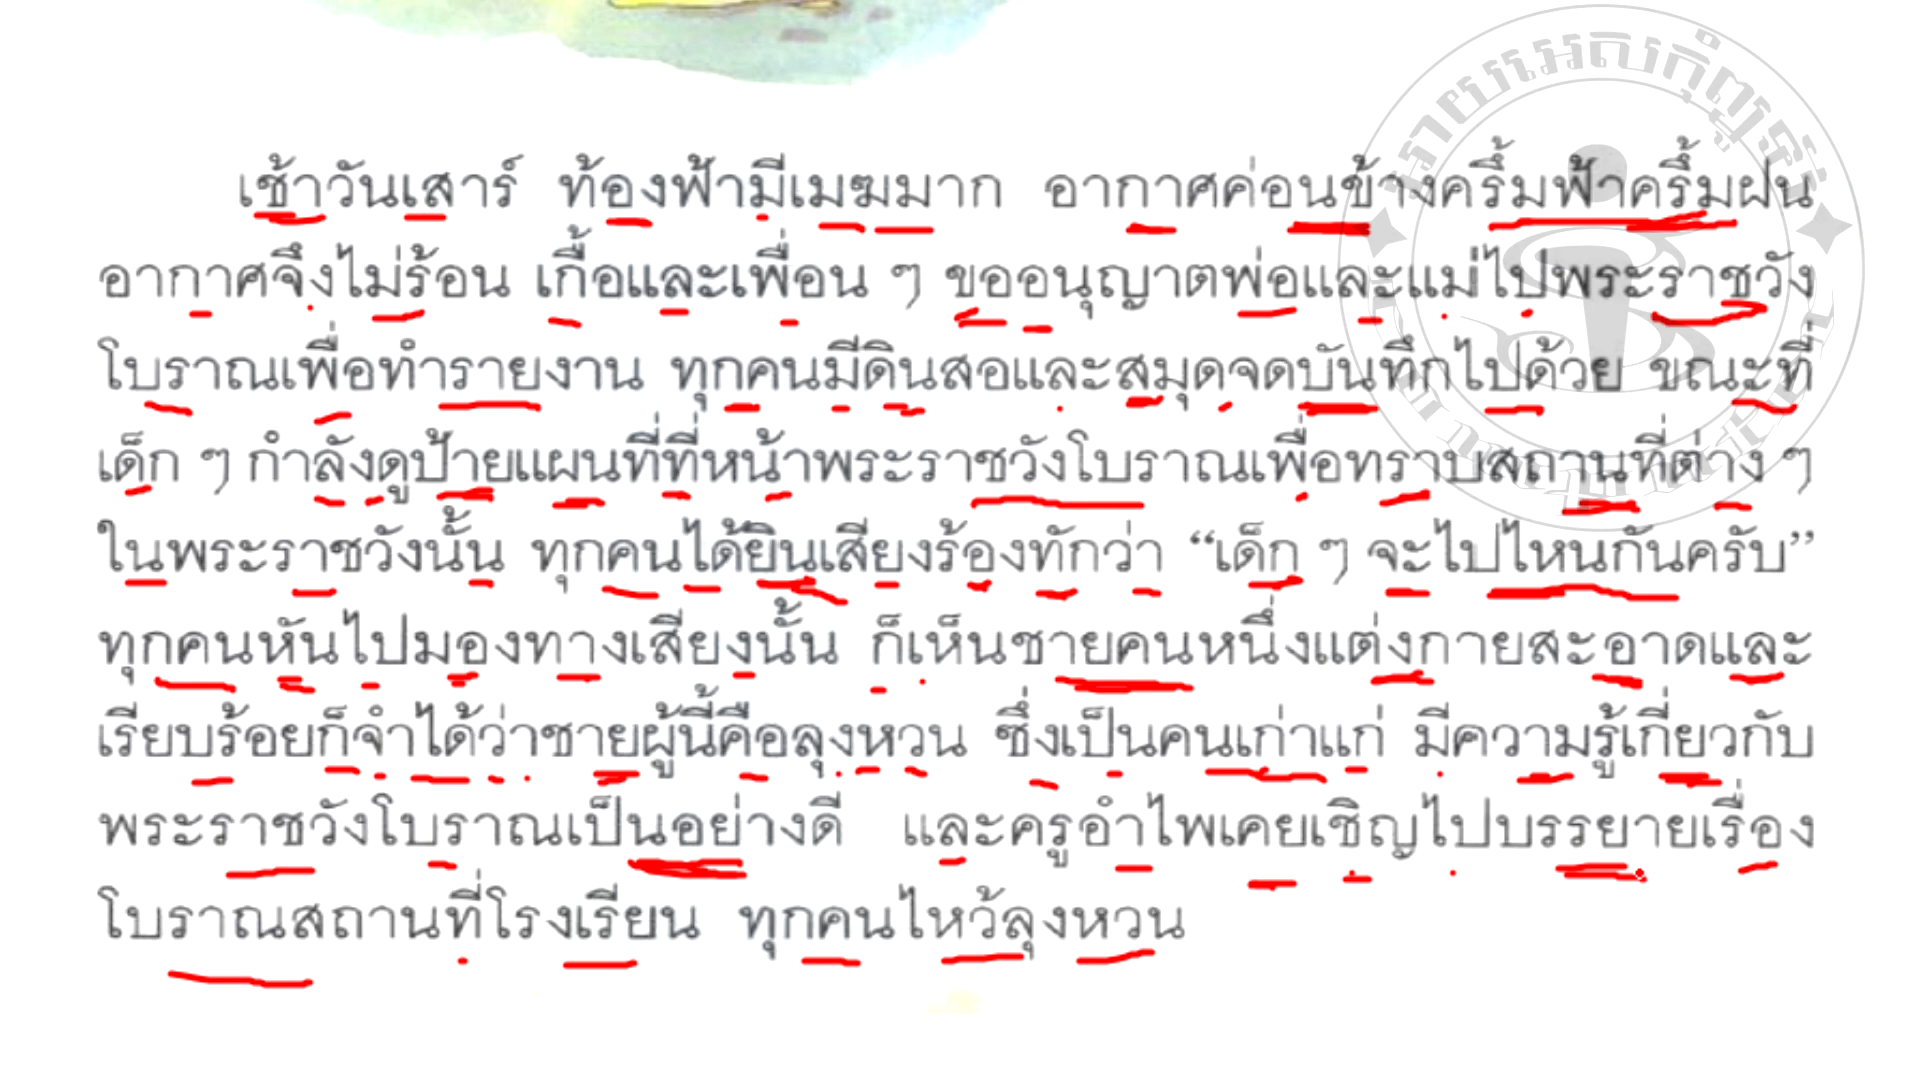 เช้าวันเสาร์ ท้องฟ้ามีเมฆมาก อากาศค่อนข้างครึ้มฟ้าครึ้มฝน
อากาศจึงไม่ร้อน เกื้อและเพื่อน ๆ ขออนุญาตพ่อและแม่ไปพระราชวัง
โบราณเพื่อทำรายงาน ทุกคนมีดินสอและสมุดจดบันทึกไปด้วย ขณะที่
เด็ก ๆ กำลังดูป้ายแผนที่ที่หน้าพระราชวังโบราณเพื่อทราบสถานที่ต่าง ๆ
ในพระราชวังนั้น ทุกคนได้ยินเสียงร้องทักว่า “เด็ก ๆ จะไปไหนกันครับ”
ทุกคนหันไปมองทางเสียงนั้น ก็เห็นชายคนหนึ่งแต่งกายสะอาดและ
เรียบร้อยก็จำได้ว่าชายผู้นี้คือลุงหวน ซึ่งเป็นคนเก่าแก่ มีความรู้เกี่ยวกับ
พระราชวังโบราณเป็นอย่างดี และครูอำไพเคยเชิญไปบรรยายเรื่อง
โบราณสถานที่โรงเรียน ทุกคนไหว้ลุงหวน